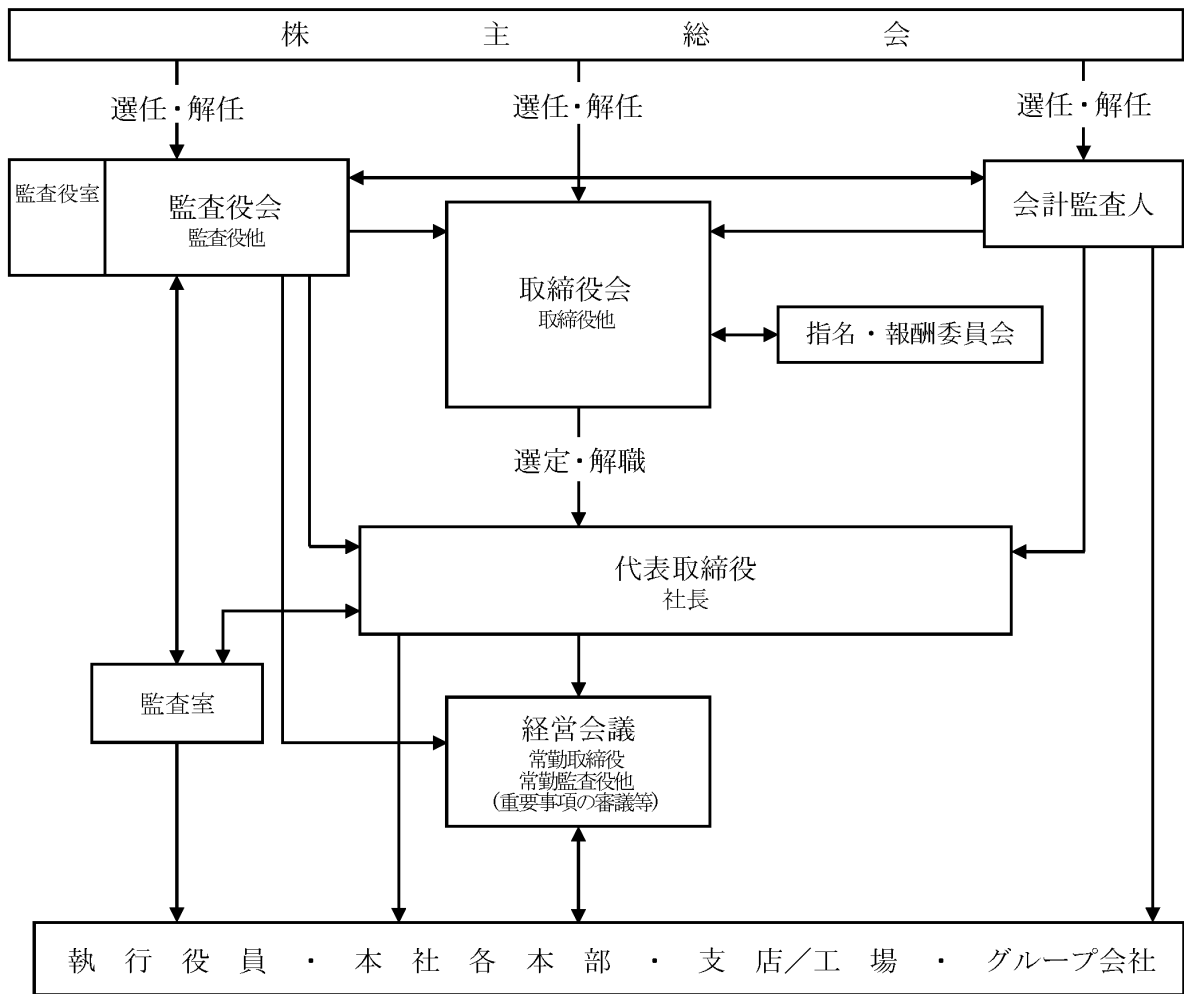 株主総会
選任・解任
選任・解任
選任・解任
監査役室
監査役会
監査役他
会計監査人
取締役会
取締役他
指名・報酬委員会
選定・解職
代表取締役
社長
監査室
経営会議
常勤取締役
常勤監査役他
(重要事項の審議等)
執行役員・本社各本部・支店/工場・グループ会社